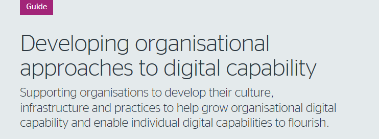 Guide
Developing organisational
approaches to digital capability
Supporting organisations to develop their culture,
infrastructure and practices to help grow organisational digital
capability and enable individual digital capabilities to flourish.